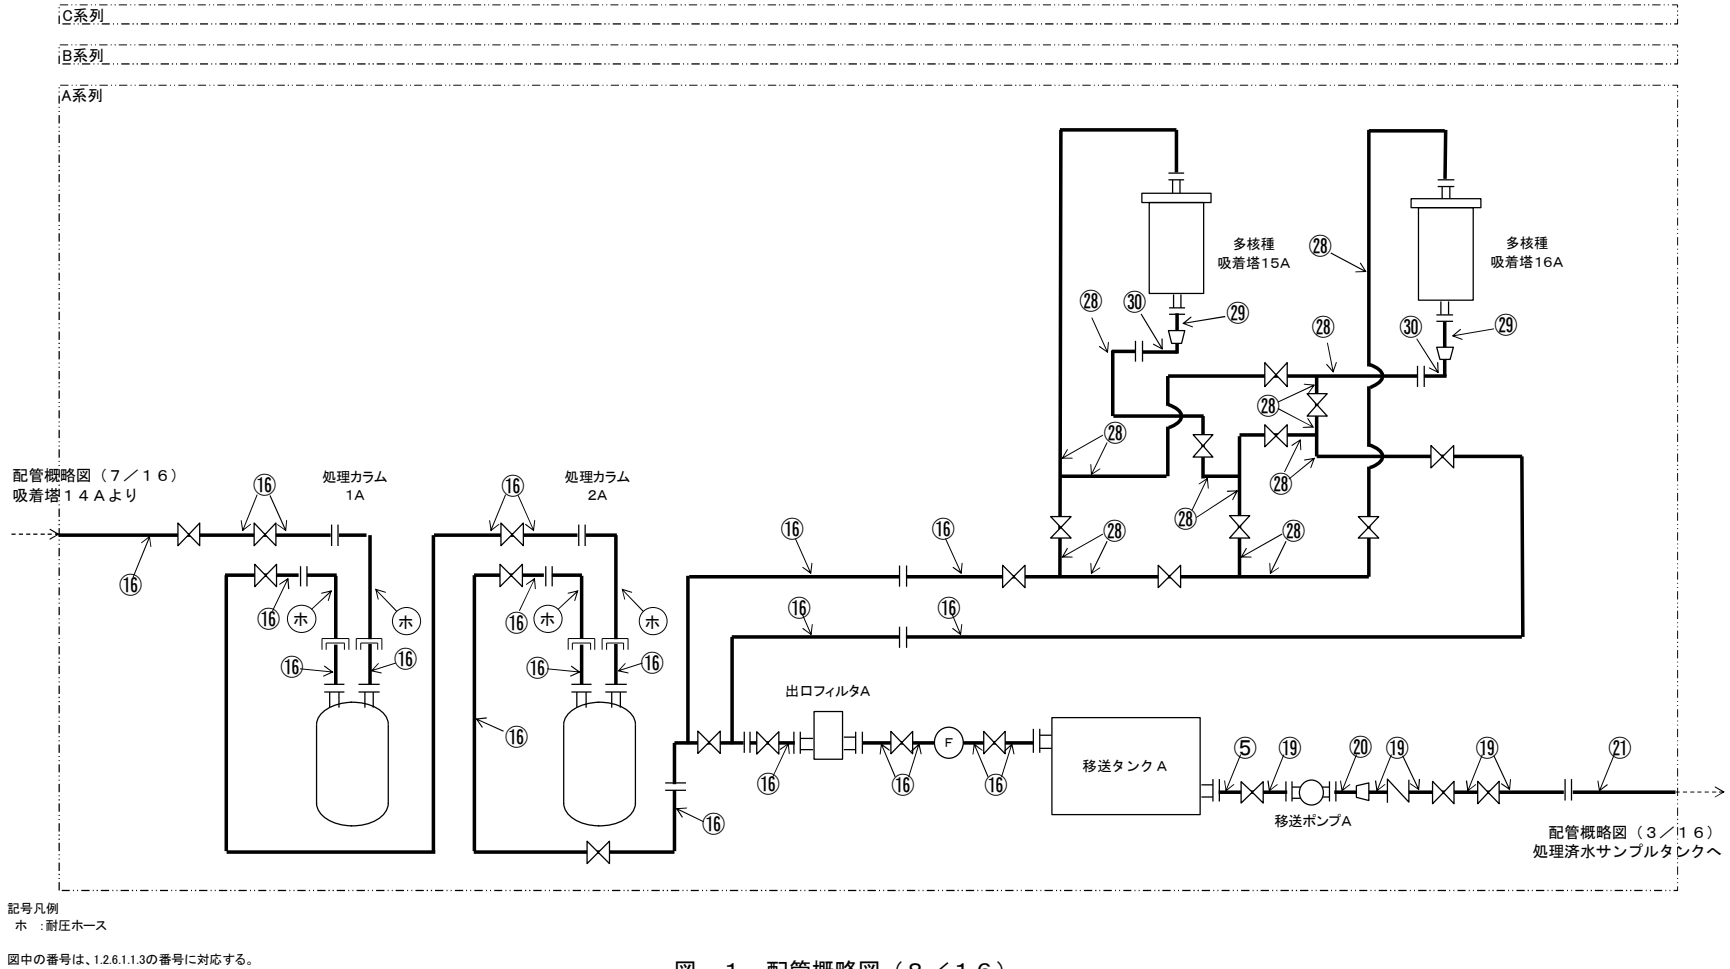 C系列
B系列
A系列
多核種
吸着塔15A
多核種
吸着塔16A
㉘
㉘
㉚
㉙
㉘
㉚
㉙
㉘
㉘
配管概略図(7/16)
吸着塔14Aより
処理カラム
1A
処理カラム
2A
⑯
⑯
㉘
㉘
⑯
⑯
⑯
㉘
㉘
⑯
ホ
ホ
⑯
ホ
ホ
⑯
⑯
⑯
⑯
⑯
⑯
出口フィルタA
⑯
F
⑯
⑯
⑯
移送タンクA
⑤
⑲
⑳
⑲
⑲
㉑
移送ポンプA
⑯
配管概略図(3/16)
処理済水サンプルタンクへ
記号凡例
ホ :耐圧ホース
図中の番号は、1.2.6.1.1.3の番号に対応する。
図-1 配管概略図(8/16)